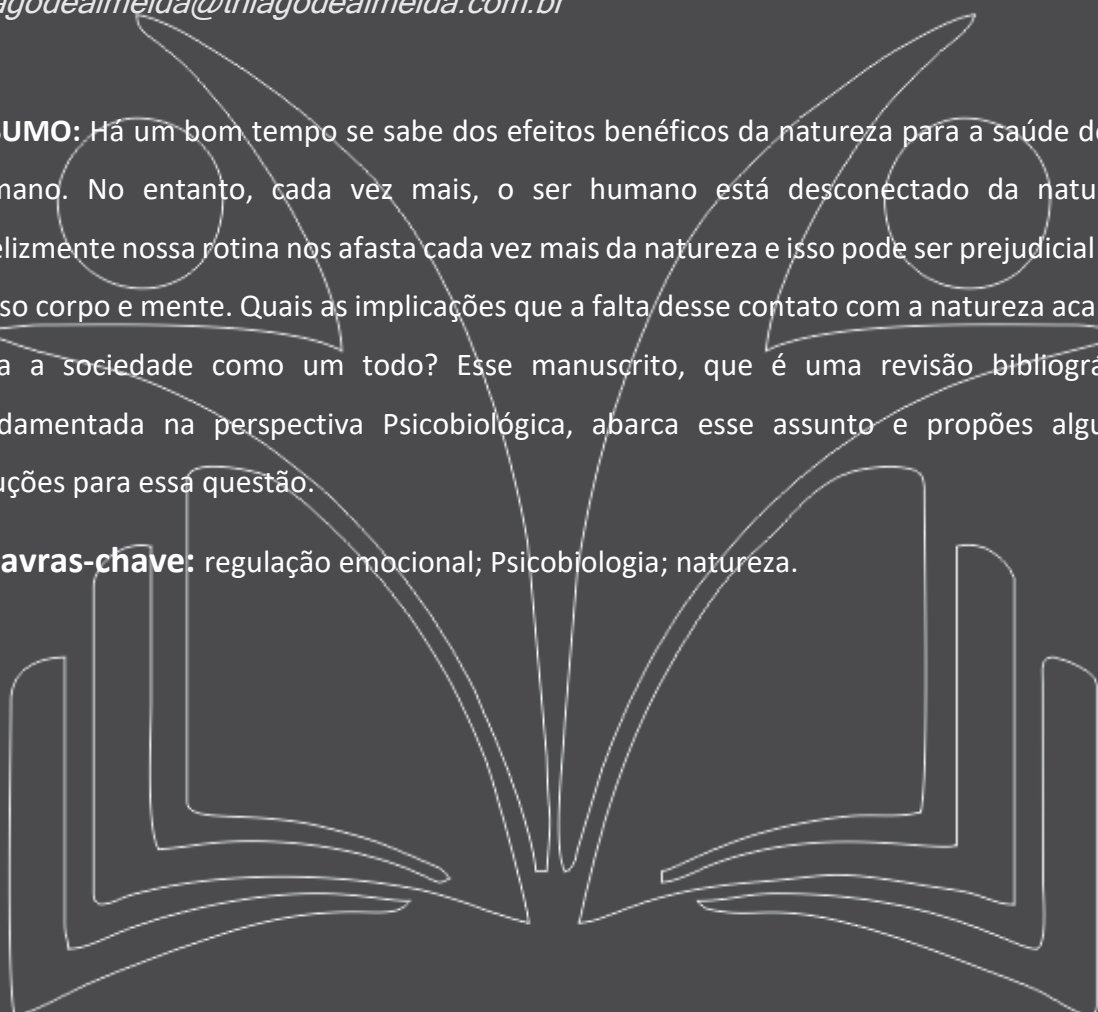 agodealmeida@thiagodealmeida.com.br
SUMO: Há um bom tempo se sabe dos efeitos benéficos da natureza para a saúde de
mano. No entanto, cada vez mais, o ser humano está desconectado da natu
elizmente nossa rotina nos afasta cada vez mais da natureza e isso pode ser prejudicial
so corpo e mente. Quais as implicações que a falta desse contato com a natureza aca
a a sociedade como um todo? Esse manuscrito, que é uma revisão bibliográ
damentada na perspectiva Psicobiológica, abarca esse assunto e propões algu
uções para essa questão.
avras-chave: regulação emocional; Psicobiologia; natureza.